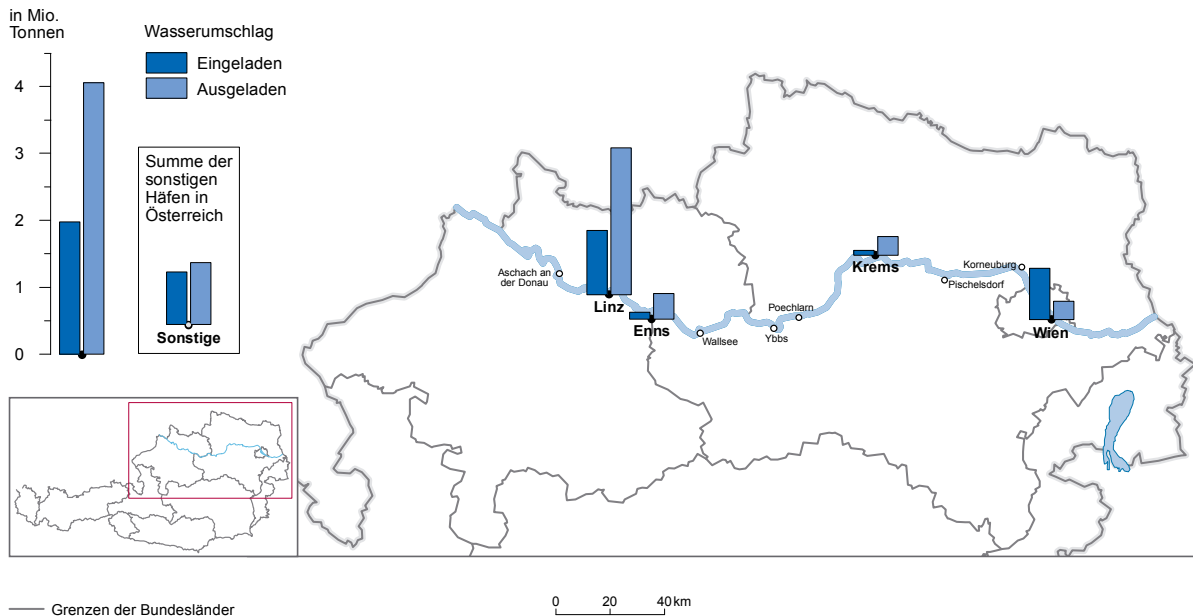 in Mio.
Tonnen
Wasserumschlag
Eingeladen
Ausgeladen
4
3
2
1
0
Summe der
sonstigen
Häfen in
Österreich
Sonstige
Aschach an
der Donau
Linz
Enns
Wallsee
Ybbs
Poechlarn
Krems
Pischelsdorf
Korneuburg
Wien
Grenzen der Bundesländer
0 20 40 km